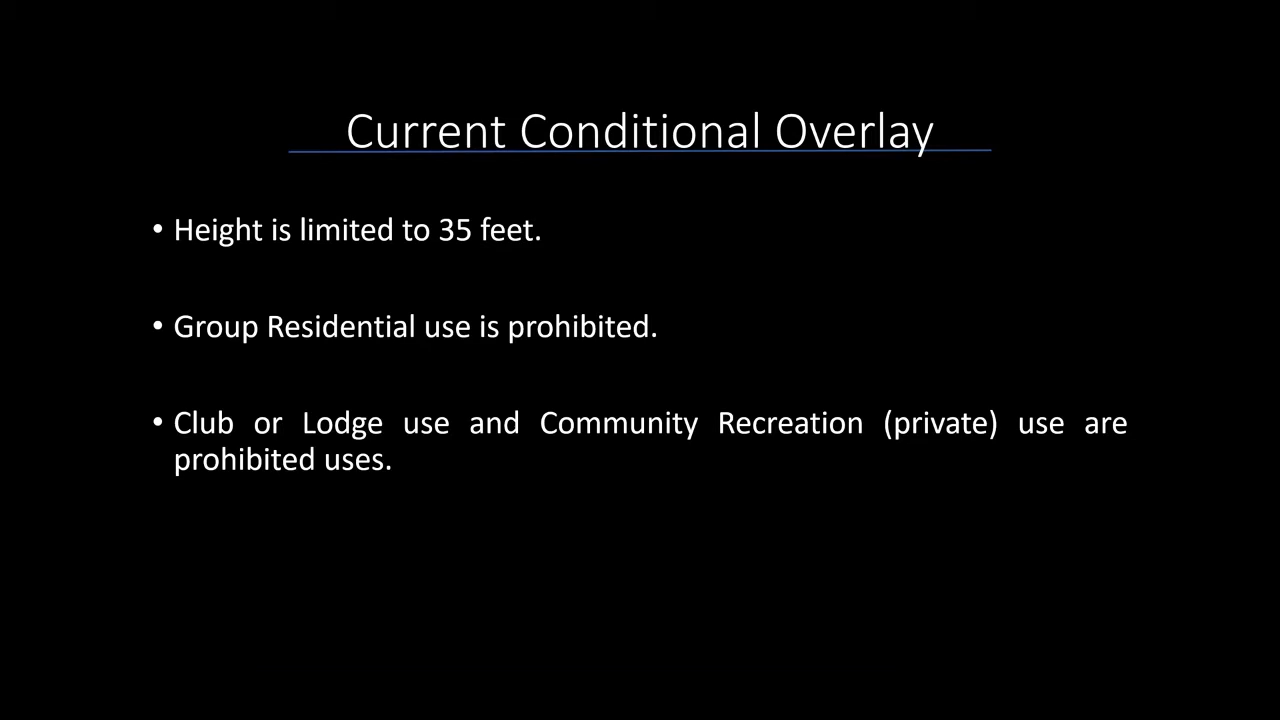 Current Conditional Overlay
• Height is limited to 35 feet.
• Group Residential use is prohibited.
• Club or Lodge use and Community Recreation (private) use are
prohibited uses.